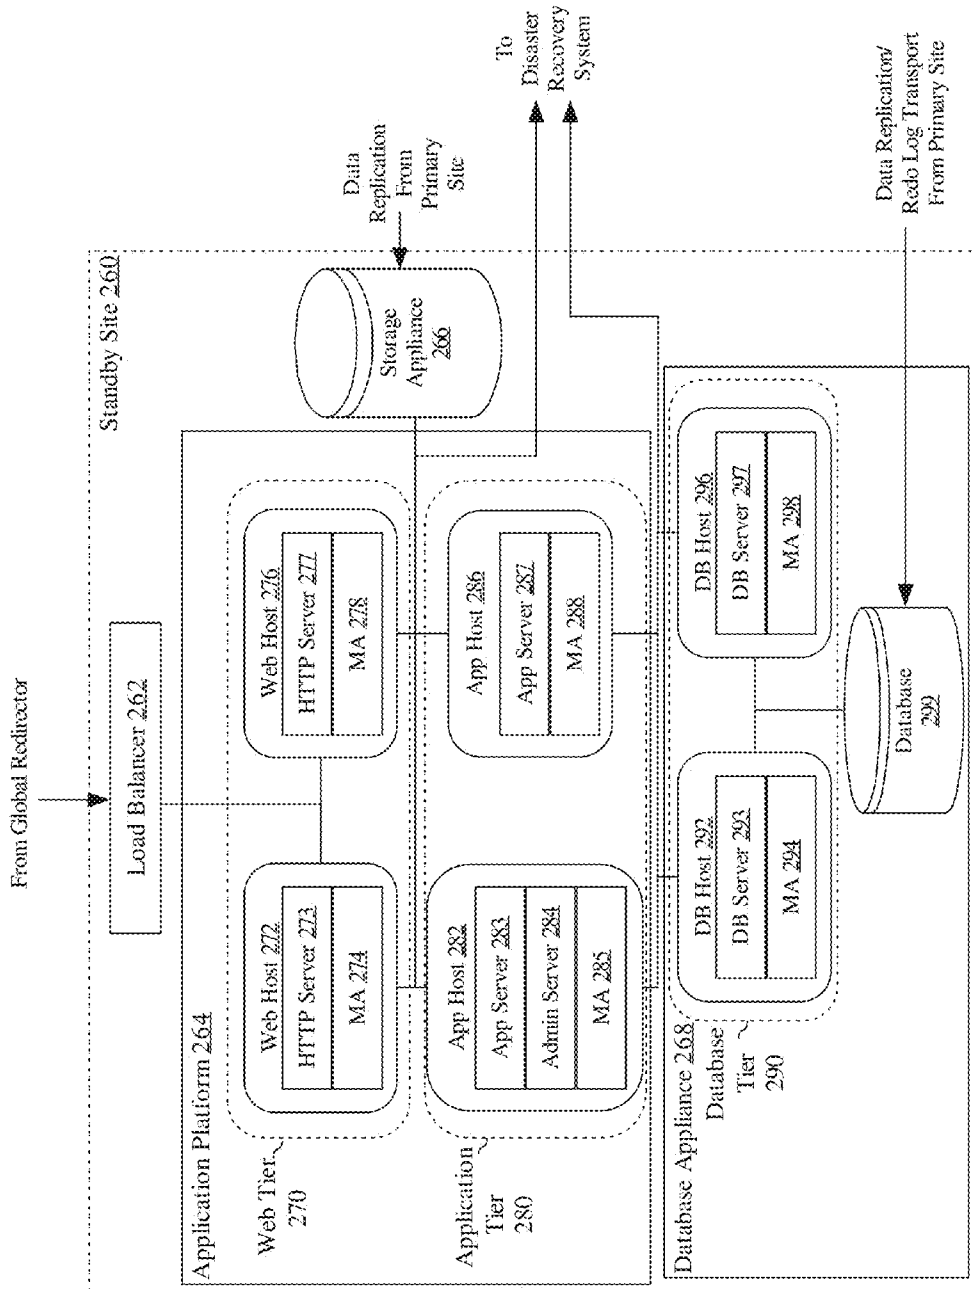 From Global Redirector
Standby Site 260
Load Balancer 262
Application Platform 264
Web Tier
270
Web Host 272
HTTP Server 273
MA 274
Web Host 276
HTTP Server 277
MA 278
Storage
Appliance
266
Data
Replication
From
Primary
Site
Application
Tier
280
App Host 282
App Server 283
Admin Server 284
MA 285
App Host 286
App Server 287
MA 288
To
Disaster
Recovery
System
Database Appliance 268
Database
Tier
290
DB Host 292
DB Server 293
MA 294
DB Host 296
DB Server 297
MA 298
Database
299
Data Replication/
Redo Log Transport
From Primary Site